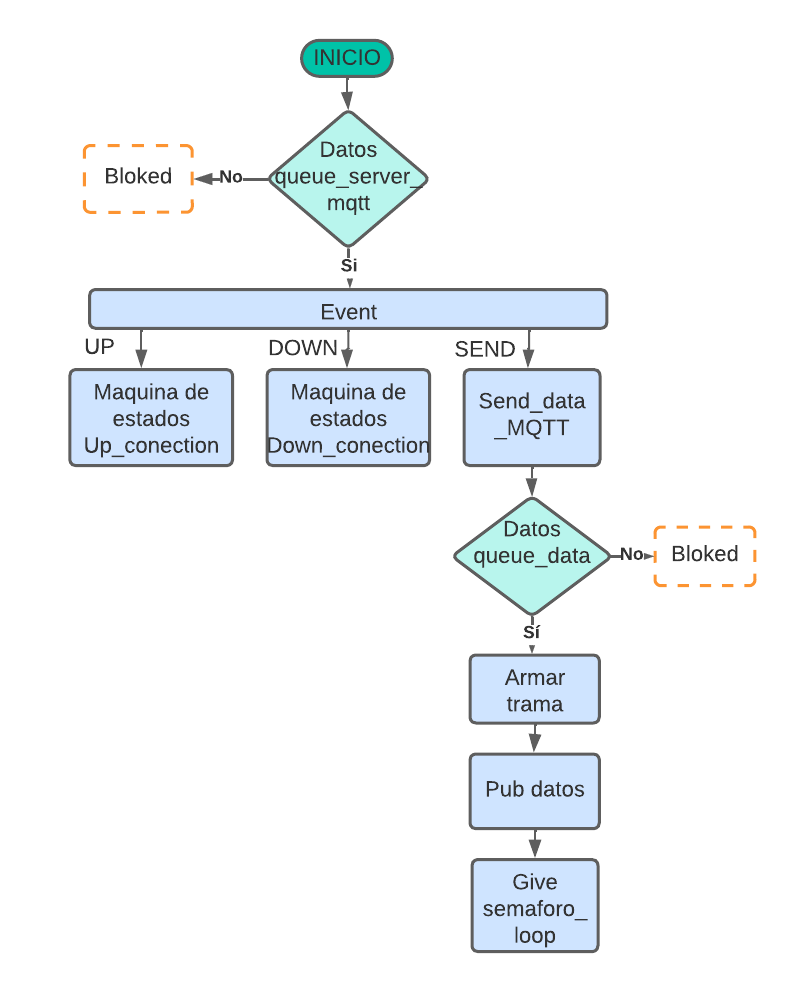 INICIO
Datos
queue_server_
mqtt
No
Bloked
Si
Event
UP
DOWN
SEND
Maquina de
estados
Up_conection
Maquina de
estados
Down_conection
Send_data
_MQTT
Datos
queue_data
No
Bloked
Sí
Armar
trama
Pub datos
Give
semaforo_
loop